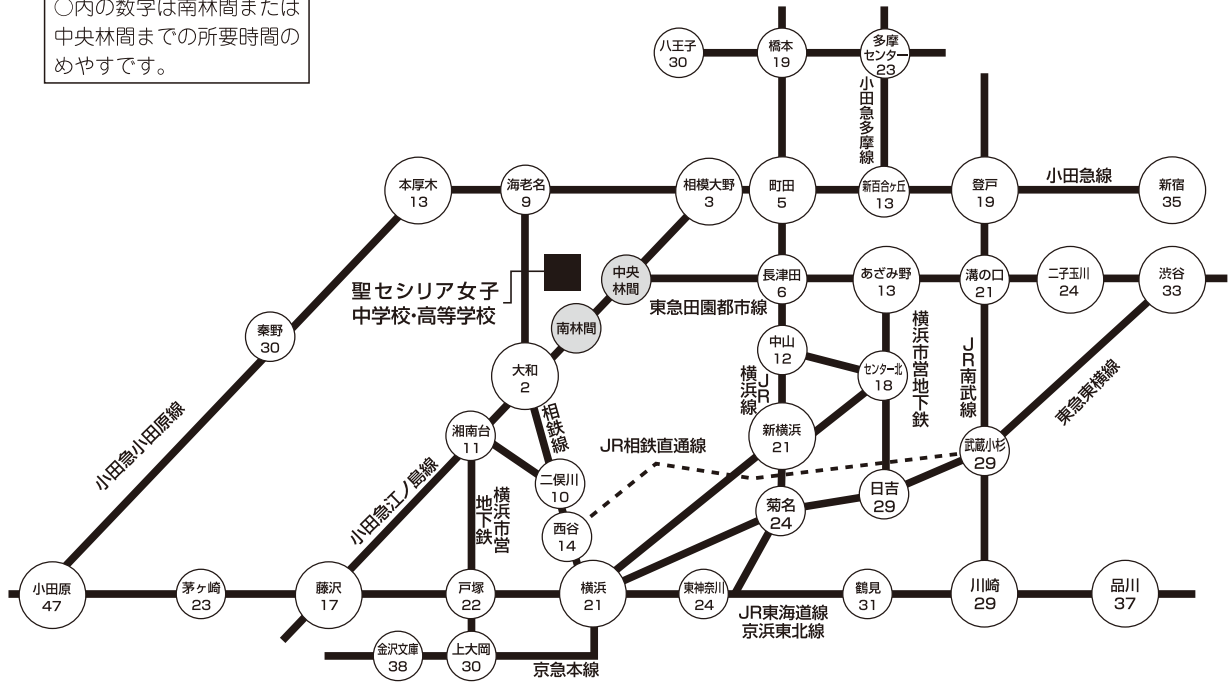 〇内の数字は南林間または
中央林間までの所要時間の
めやすです。
八王子
30
橋本
19
多摩
センター
23
小田急多摩線
本厚木
13
海老名
9
相模大野
3
町田
5
新百合ヶ丘
13
登戸
19
小田急線
新宿
35
聖セシリア女子
中学校・高等学校
中央
林間
南林間
東急田園都市線
長津田
6
あざみ野
13
溝の口
21
二子玉川
24
渋谷
33
秦野
30
大和
2
中山
12
センター北
18
横浜市営地下鉄
JR南武線
東急東横線
JR
横浜線
小田急小田原線
小田急江ノ島線
湘南台
11
相鉄線
新横浜
21
JR相鉄直通線
武蔵小杉
29
二俣川
10
横浜市営
地下鉄
西谷
14
菊名
24
日吉
29
小田原
47
茅ヶ崎
23
藤沢
17
戸塚
22
横浜
21
東神奈川
24
鶴見
31
川崎
29
品川
37
JR東海道線
京浜東北線
金沢文庫
38
上大岡
30
京急本線